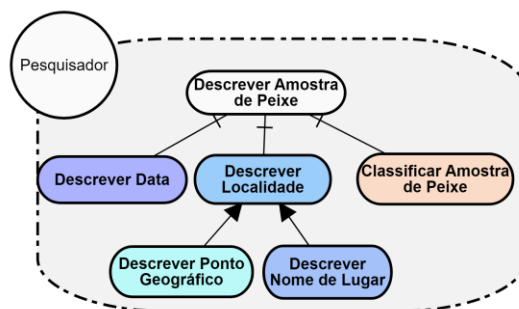 Pesquisador
Descrever Amostra
de Peixe
Descrever Data
Descrever
Localidade
Classificar Amostra
de Peixe
Descrever Ponto
Geográfico
Descrever
Nome de Lugar